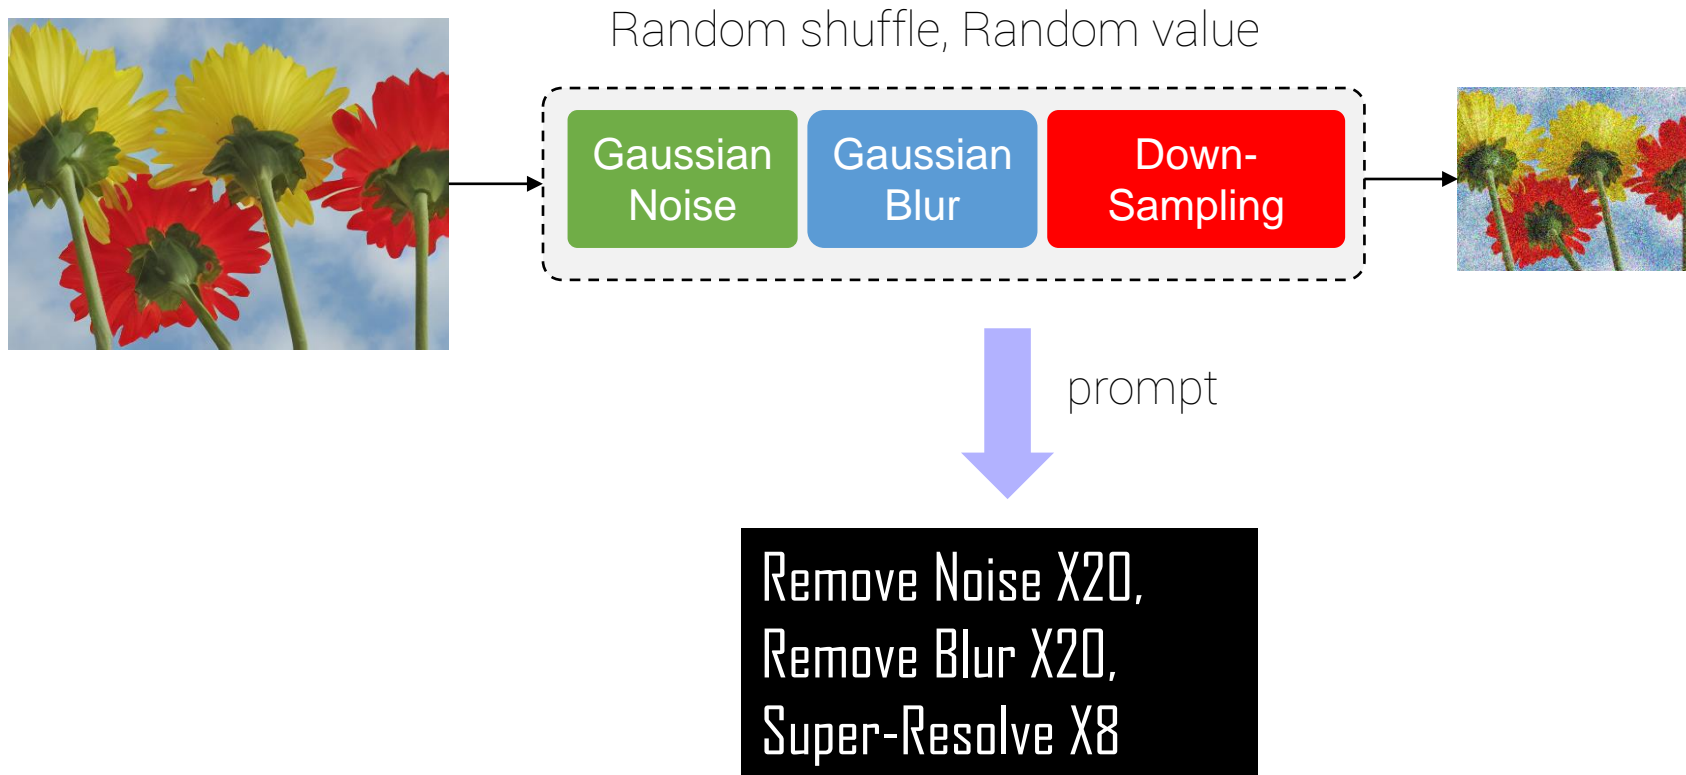 Random shuffle, Random value
Gaussian
Noise
Gaussian
Blur
Down-
Sampling
prompt
Remove Noise X20,
Remove Blur X20,
Super-Resolve X8